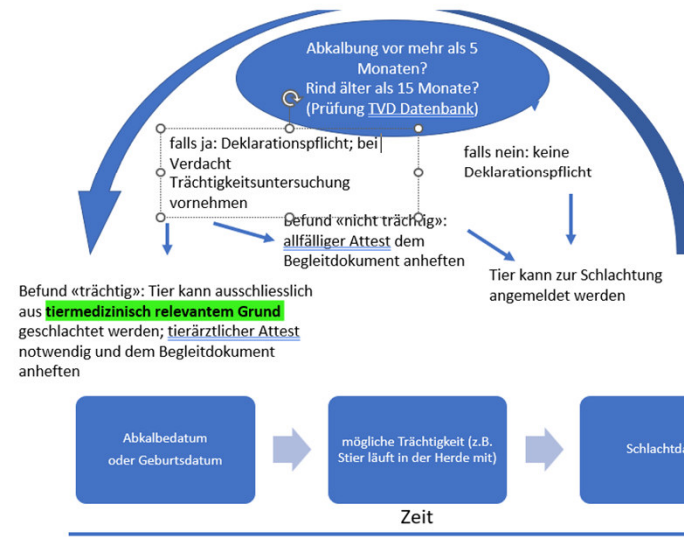 Abkalbung vor mehr als 5
Monaten?
Rind älter als 15 Monate?
(Prüfung TVD Datenbank)
falls ja: Deklarationspflicht; bei
Verdacht
Trächtigkeitsuntersuchung
vornehmen
falls nein: keine
Deklarationspflicht
Befund «nicht trächtig»:
allfälliger Attest dem
Begleitdokument anheften
Tier kann zur Schlachtung
angemeldet werden
Befund «trächtig»: Tier kann ausschliesslich
aus tiermedizinisch relevantem Grund
geschlachtet werden; tierärztlicher Attest
notwendig und dem Begleitdokument
anheften
Abkalbedatum
oder Geburtsdatum
mögliche Trächtigkeit (z.B.
Stier läuft in der Herde mit)
Schlachtda
Zeit